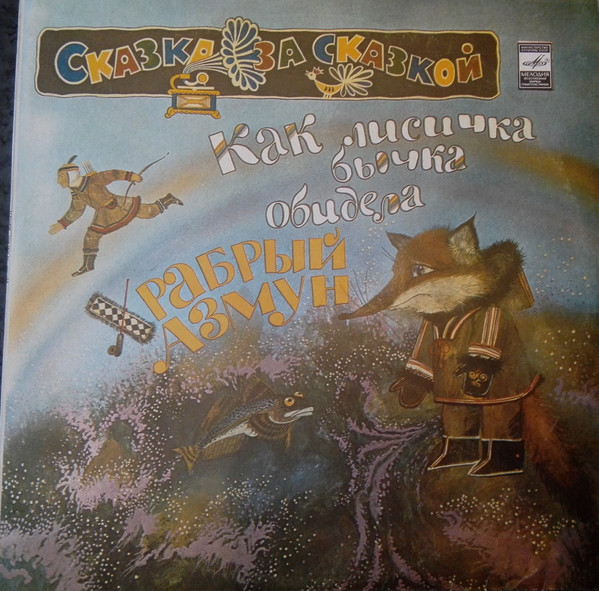 Сказка за сказкой
МЕЛОДИЯ
Как лисичка
бычка
обидела
Храбрый
Азмун